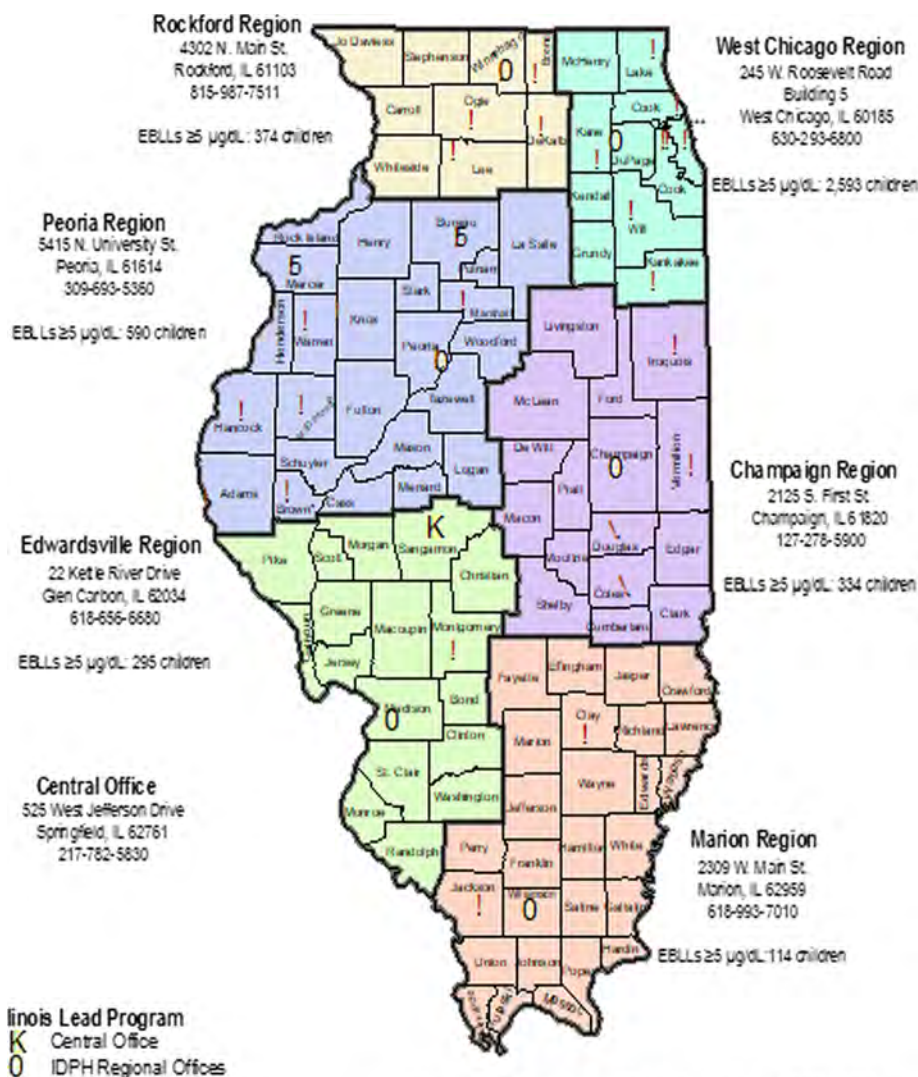 Rockford Region
4302 N. Main St.
Rockford, IL 61103
815-987-7511
EBLLs ≥5 µg/dL: 374 children
West Chicago Region
245 W. Roosevelt Road
Building 5
West Chicago, IL 60185
630-293-6800
EBLLs ≥5 µg/dL: 2,593 children
Peoria Region
5415 N. University St.
Peoria, IL 61614
309-693-5360
EBLLs ≥5 µg/dL: 590 children
Champaign Region
2125 S. First St
Champaign, IL 61820
127-278-5900
EBLLs ≥5 µg/dL: 334 children
Edwardsville Region
22 Kettle River Drive
Glen Carbon, IL 62034
618-656-6680
EBLLs ≥5 µg/dL: 295 children
Central Office
525 West Jefferson Drive
Springfield, IL 62761
217-782-5830
Marion Region
2309 W. Main St.
Marion, IL 62959
618-993-7010
EBLLs ≥5 µg/dL:114 children
Jo Daviess
Stephenson
Winnebago
Boone
McHenry
Lake
Carroll
Ogle
DeKalb
Kane
Cook
DuPage
Cook
Whiteside
Lee
Kendall
Will
Grundy
Kankakee
Rock Island
Henry
Bureau
La Salle
Putnam
Mercer
Stark
Marshall
Henderson
Warren
Knox
Peoria
Woodford
Livingston
Iroquois
Hancock
Fulton
Tazewell
McLean
Ford
Schuyler
Mason
Logan
De Witt
Champaign
Vermilion
Adams
Brown
Cass
Menard
Piatt
Macon
Pike
Scott
Morgan
Sangamon
Christian
Moultrie
Douglas
Edgar
Coles
Shelby
Cumberland
Clark
Greene
Macoupin
Montgomery
Jersey
Madison
Bond
Fayette
Effingham
Jasper
Crawford
Clay
Richland
Lawrence
Clinton
Marion
St. Clair
Washington
Wayne
Edwards
Wabash
Monroe
Jefferson
Randolph
Perry
Franklin
Hamilton
White
Jackson
Williamson
Saline
Gallatin
Union
Johnson
Pope
Hardin
Pulaski
Massac
linois Lead Program
K Central Office
0 IDPH Regional Offices